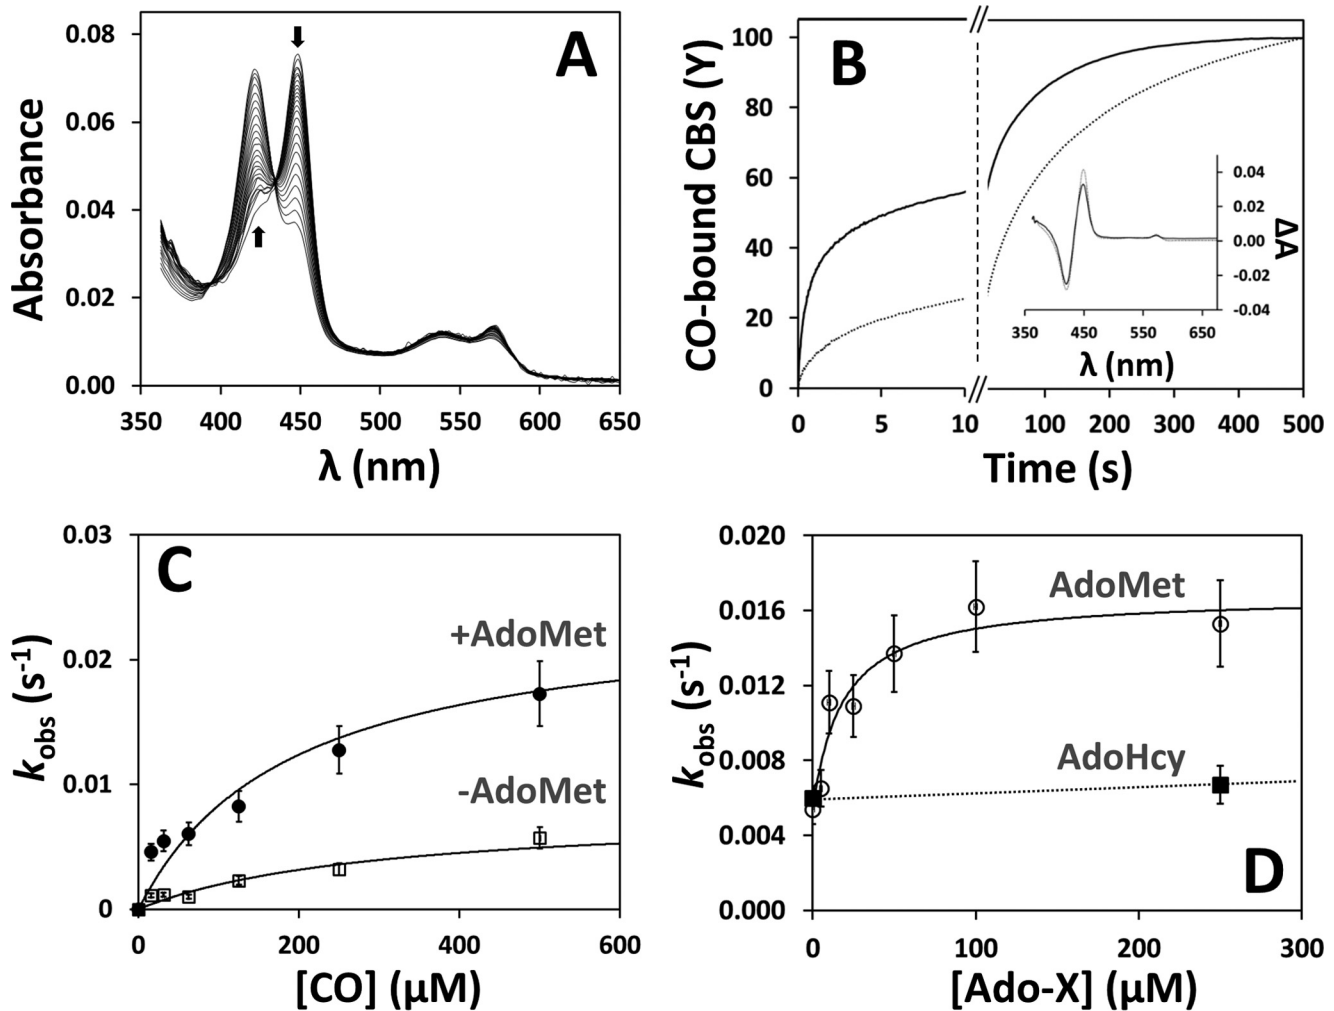 A
0.08
0.06
0.04
0.02
0.00
Absorbance
350 400 450 500 550 600 650
λ (nm)
B
100
80
60
40
20
0
CO-bound CBS (Y)
0 5 10 100 200 300 400 500
Time (s)
0.04
0.02
0.00
-0.02
-0.04
ΔA
350 450 550 650
λ (nm)
C
0.03
0.02
0.01
0
kobs (s-1)
+AdoMet
-AdoMet
0 200 400 600
[CO] (μM)
D
0.020
0.016
0.012
0.008
0.004
0.000
kobs (s-1)
AdoMet
AdoHcy
0 100 200 300
[Ado-X] (μM)